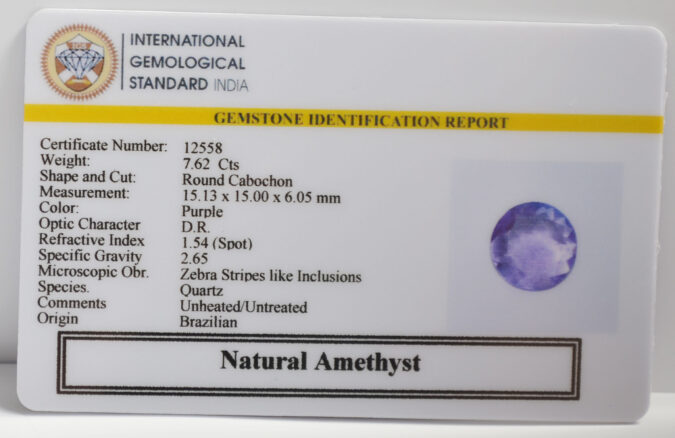 INTERNATIONAL
GEMOLOGICAL
STANDARD INDIA
GEMSTONE IDENTIFICATION REPORT
Certificate Number: 12558
Weight: 7.62 Cts
Shape and Cut: Round Cabochon
Measurement: 15.13 x 15.00 x 6.05 mm
Color: Purple
Optic Character D.R.
Refractive Index 1.54 (Spot)
Specific Gravity 2.65
Microscopic Obr. Zebra Stripes like Inclusions
Species. Quartz
Comments Unheated/Untreated
Origin Brazilian
Natural Amethyst